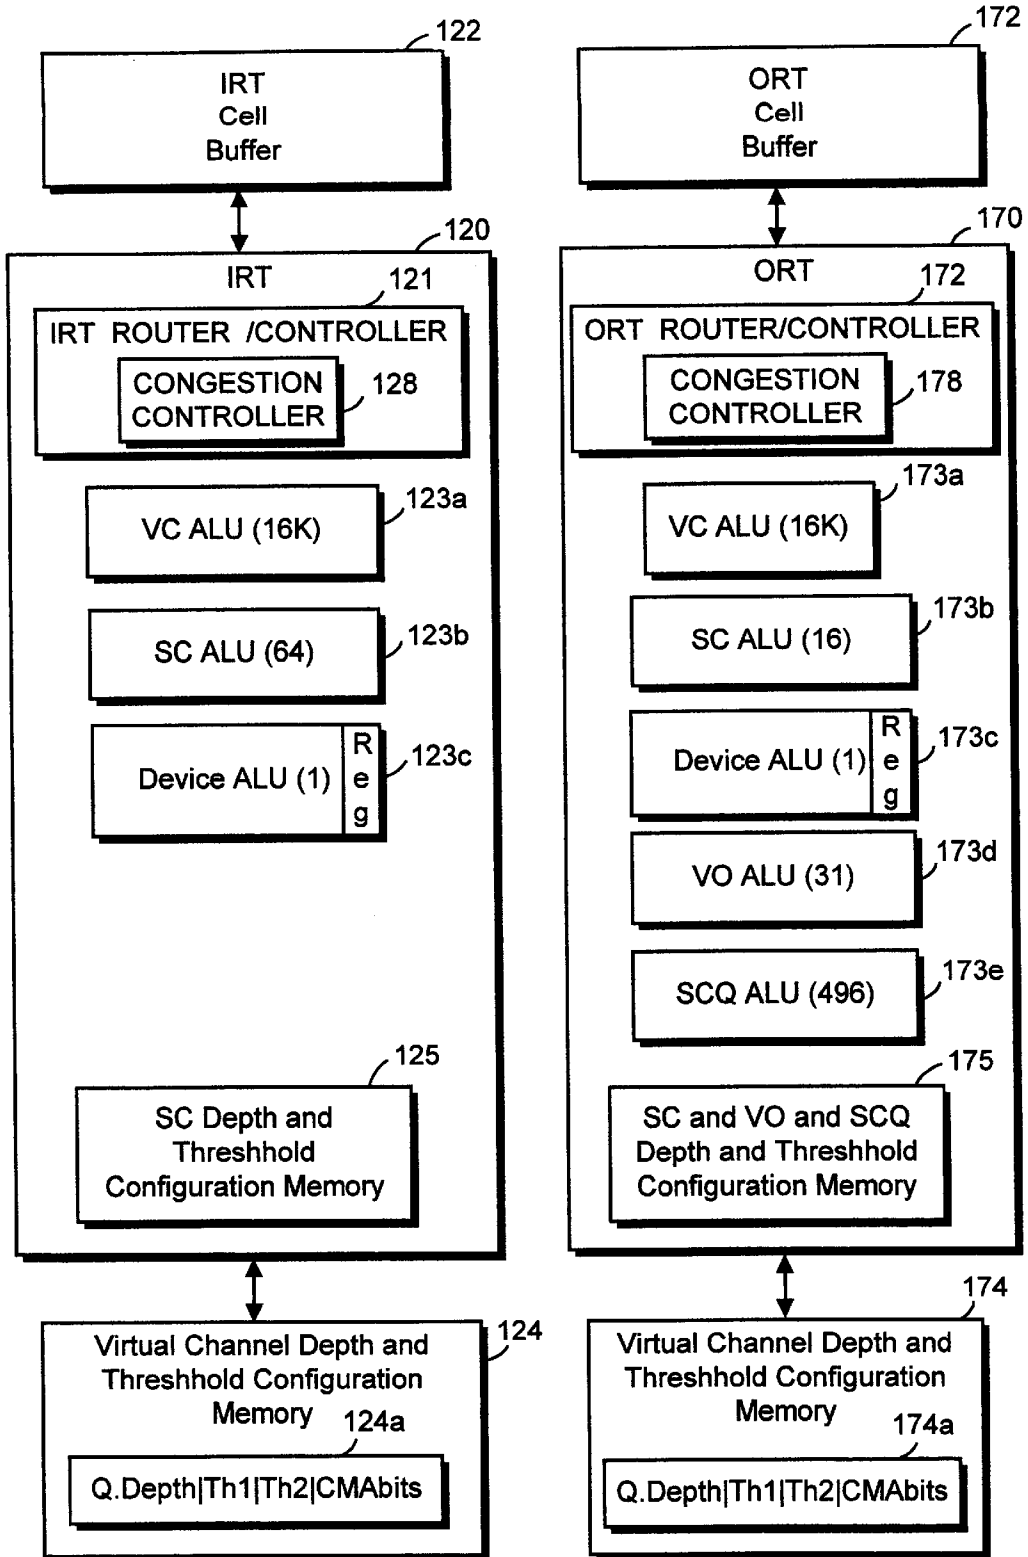 122
IRT
Cell
Buffer
120
IRT
121
IRT ROUTER /CONTROLLER
CONGESTION
CONTROLLER
128
VC ALU (16K)
123a
SC ALU (64)
123b
Device ALU (1)
R
e
g
123c
125
SC Depth and
Threshhold
Configuration Memory
124
Virtual Channel Depth and
Threshhold Configuration
Memory
124a
Q.Depth|Th1|Th2|CMAbits
172
ORT
Cell
Buffer
170
ORT
172
ORT ROUTER/CONTROLLER
CONGESTION
CONTROLLER
178
173a
VC ALU (16K)
173b
SC ALU (16)
Device ALU (1)
R
e
g
173c
VO ALU (31)
173d
SCQ ALU (496)
173e
175
SC and VO and SCQ
Depth and Threshhold
Configuration Memory
174
Virtual Channel Depth and
Threshhold Configuration
Memory
174a
Q.Depth|Th1|Th2|CMAbits